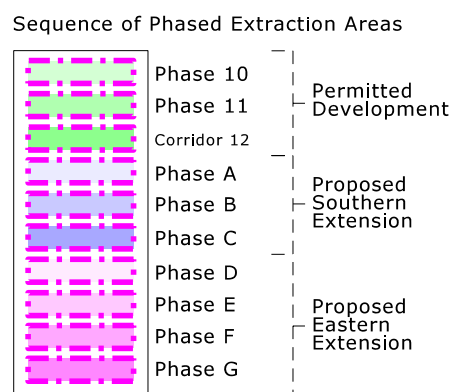 Sequence of Phased Extraction Areas
Phase 10
Phase 11
Corridor 12
Permitted
Development
Phase A
Phase B
Phase C
Proposed
Southern
Extension
Phase D
Phase E
Phase F
Phase G
Proposed
Eastern
Extension